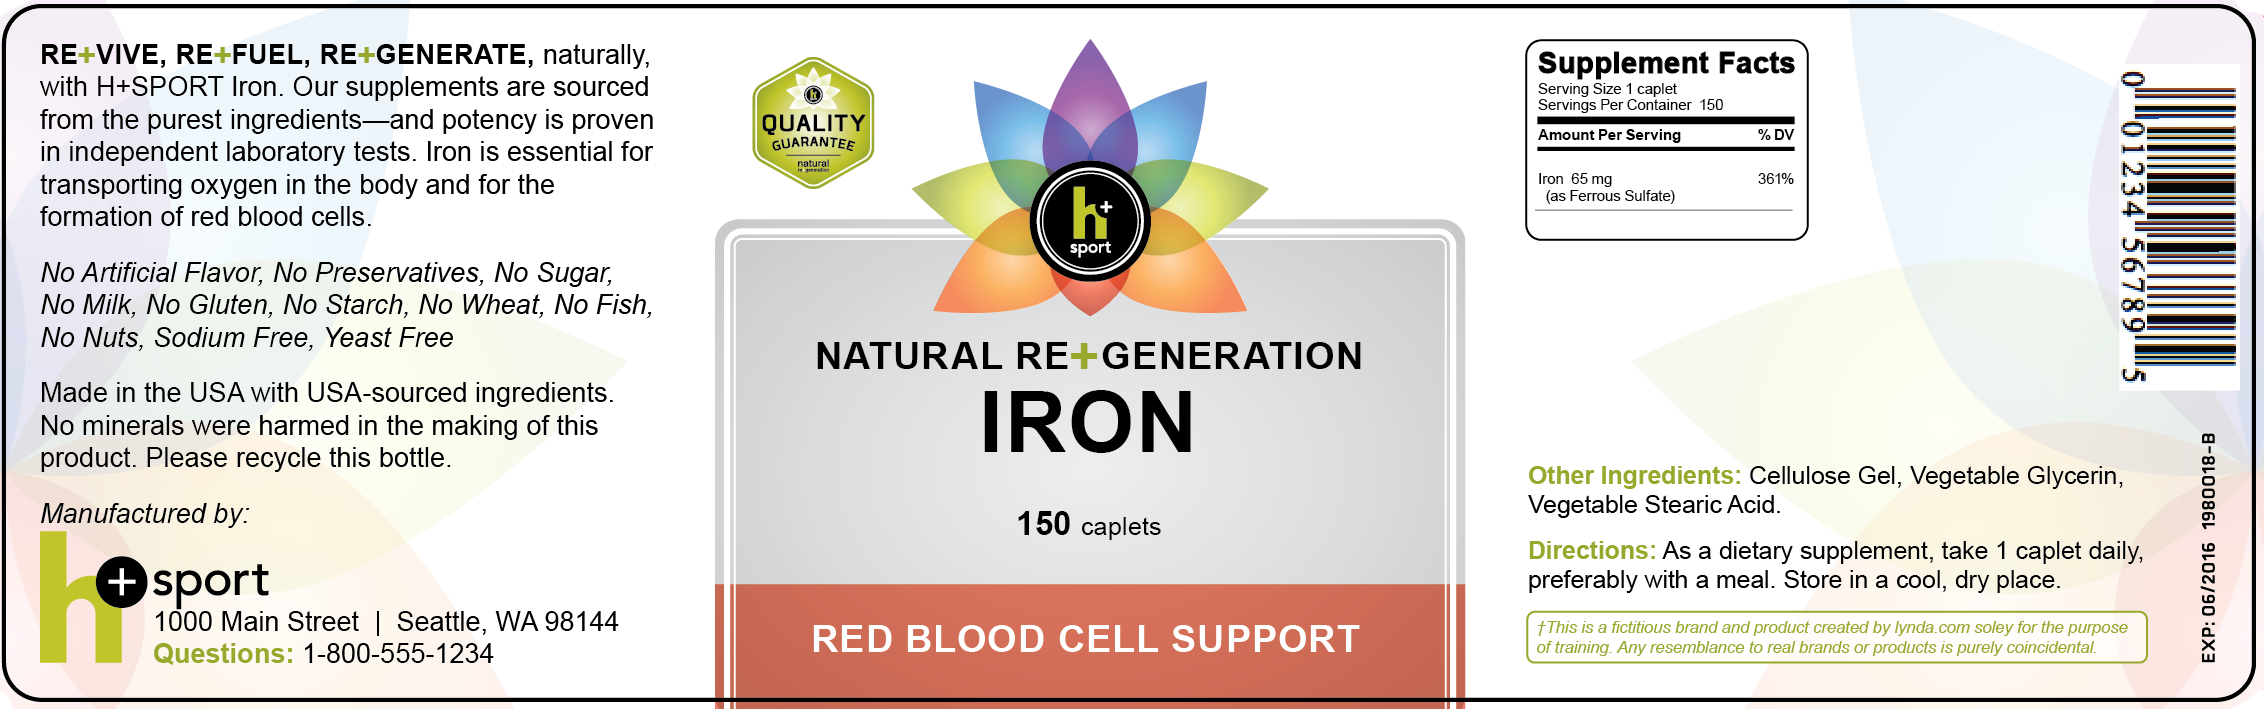 RE+VIVE, RE+FUEL, RE+GENERATE, naturally,
with H+SPORT Iron. Our supplements are sourced
from the purest ingredients—and potency is proven
in independent laboratory tests. Iron is essential for
transporting oxygen in the body and for the
formation of red blood cells.
No Artificial Flavor, No Preservatives, No Sugar,
No Milk, No Gluten, No Starch, No Wheat, No Fish,
No Nuts, Sodium Free, Yeast Free
Made in the USA with USA-sourced ingredients.
No minerals were harmed in the making of this
product. Please recycle this bottle.
Manufactured by:
h+ sport
1000 Main Street | Seattle, WA 98144
Questions: 1-800-555-1234
h+
QUALITY
GUARANTEE
natural
re generation
h+
sport
NATURAL RE+GENERATION
IRON
150 caplets
RED BLOOD CELL SUPPORT
Supplement Facts
Serving Size 1 caplet
Servings Per Container 150
Amount Per Serving % DV
Iron 65 mg 361%
(as Ferrous Sulfate)
Other Ingredients: Cellulose Gel, Vegetable Glycerin,
Vegetable Stearic Acid.
Directions: As a dietary supplement, take 1 caplet daily,
preferably with a meal. Store in a cool, dry place.
†This is a fictitious brand and product created by lynda.com soley for the purpose
of training. Any resemblance to real brands or products is purely coincidental.
0 01234 56789 5
EXP: 06/2016 1980018-B